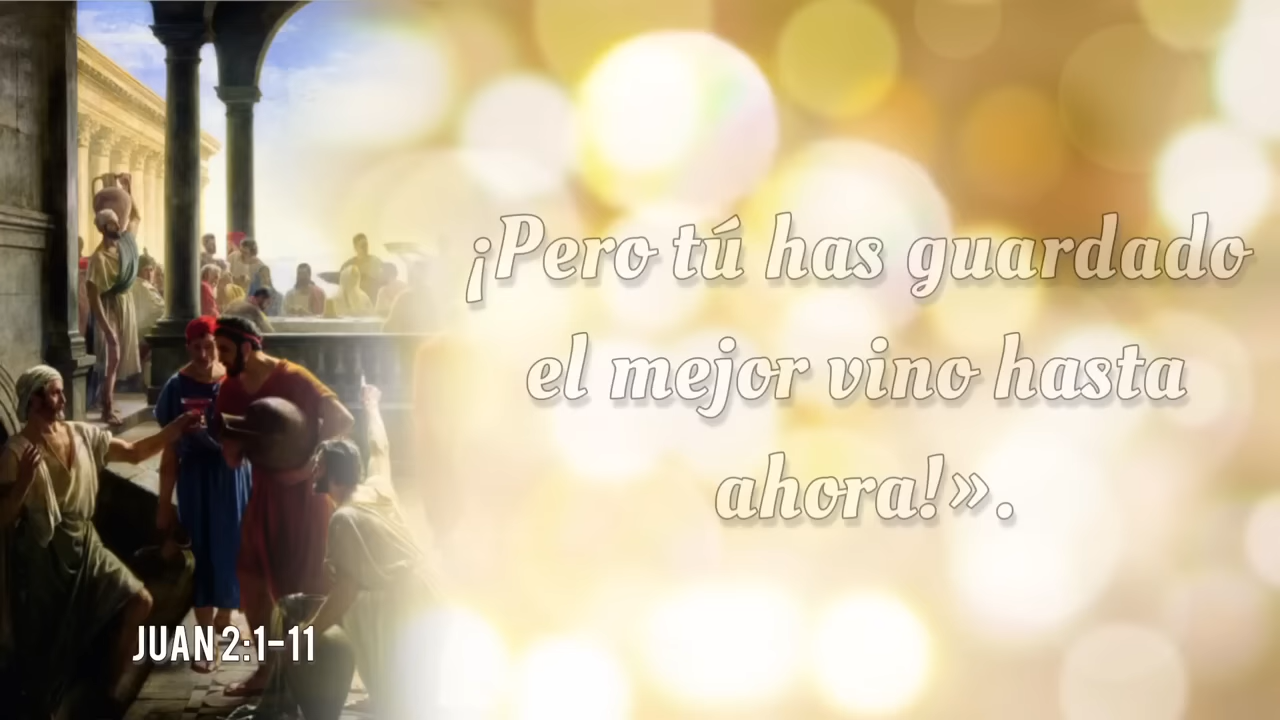 ¡Pero tú has guardado
el mejor vino hasta
ahora!».
JUAN 2:1-11